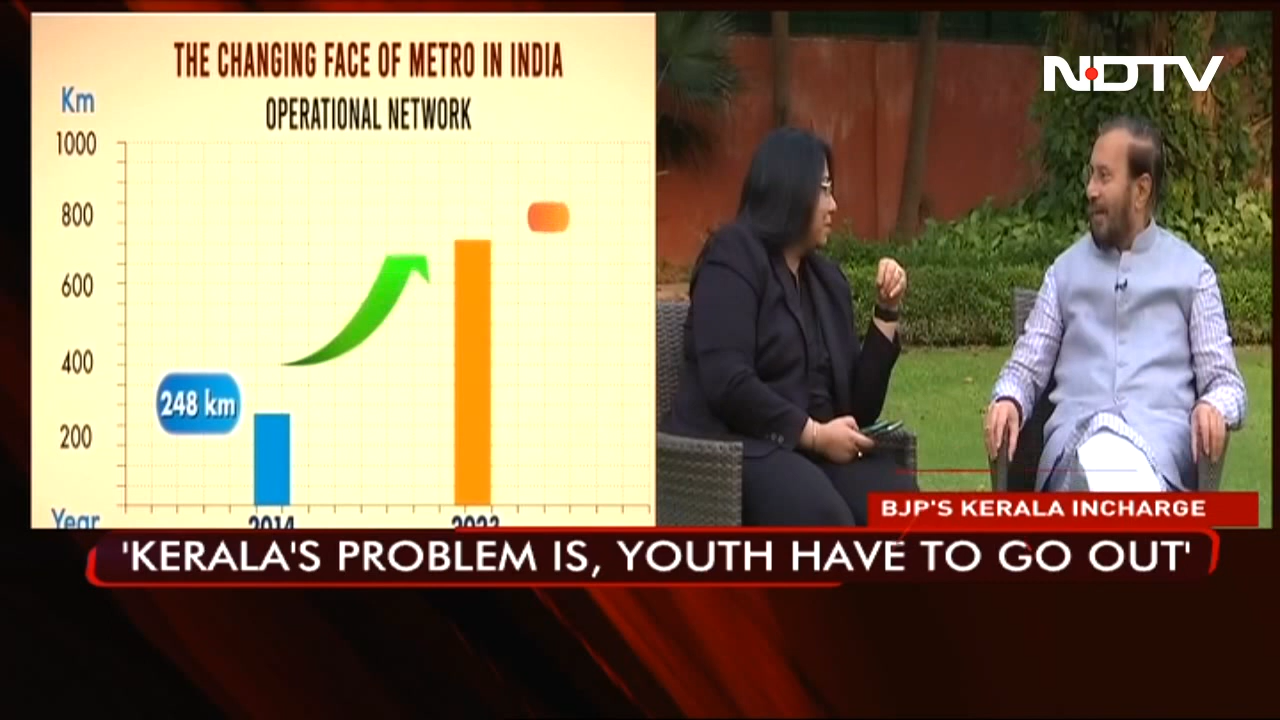 THE CHANGING FACE OF METRO IN INDIA
OPERATIONAL NETWORK
Km
1000
800
600
400
200
248 km
Year
2014
NDTV
BJP'S KERALA INCHARGE
'KERALA'S PROBLEM IS, YOUTH HAVE TO GO OUT'